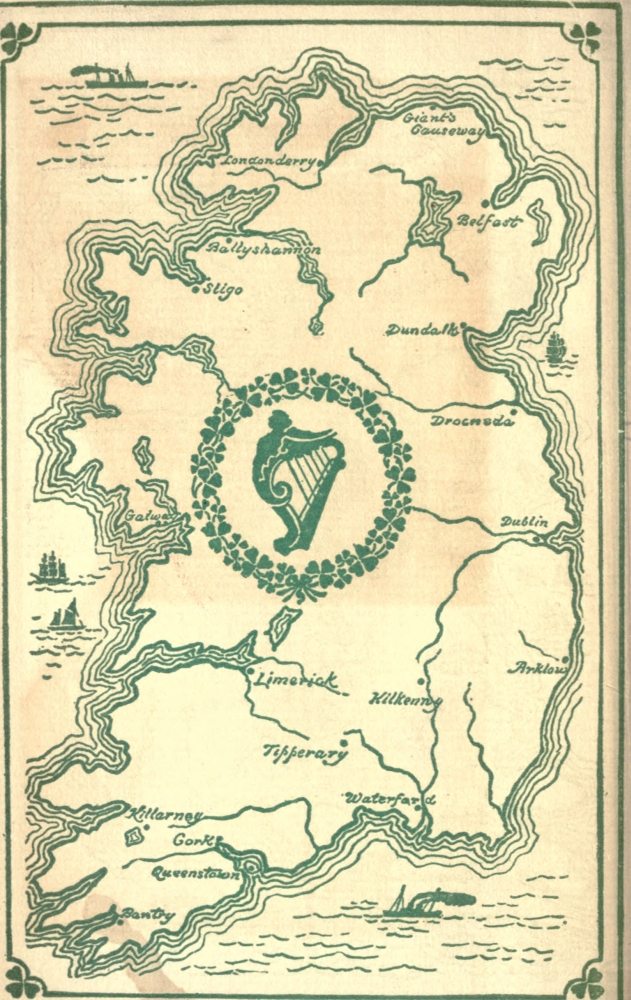 Giant's
Causeway
Londonderry
Belfast
Ballyshannon
Sligo
Dundalk
Drogheda
Galway
Dublin
Limerick
Arklow
Kilkenny
Tipperary
Waterford
Killarney
Cork
Queenstown
Bantry